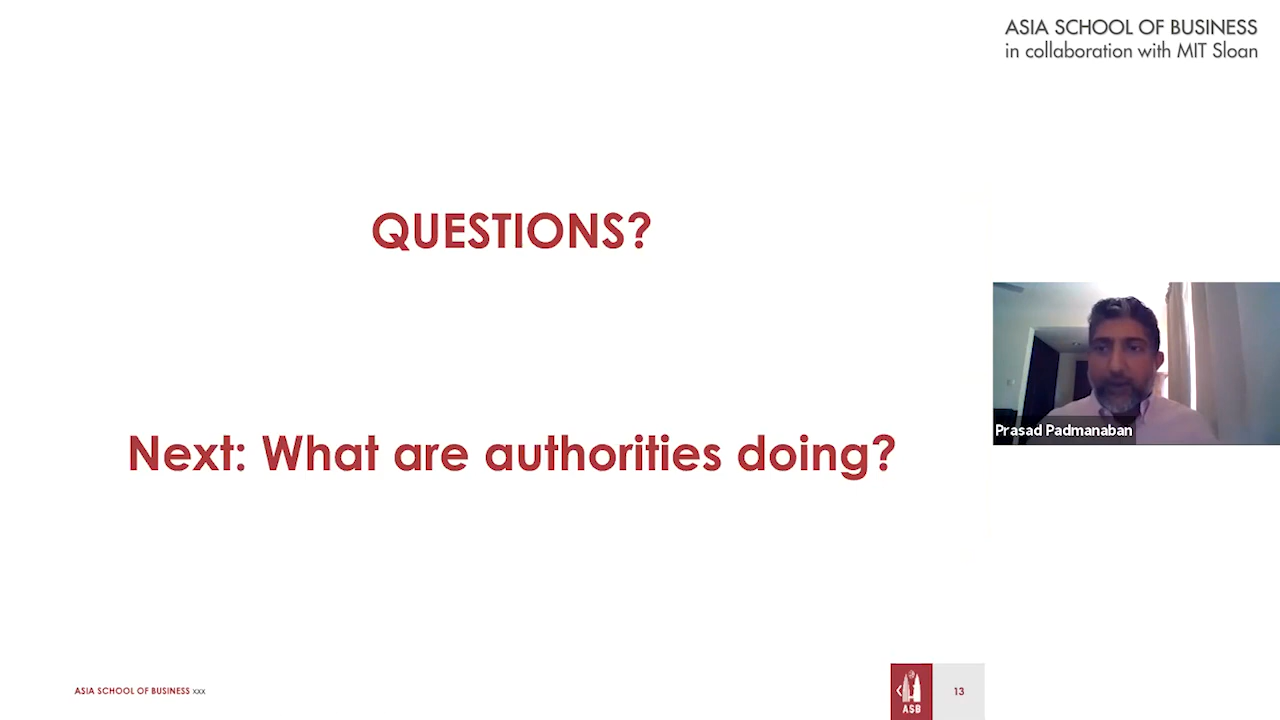 ASIA SCHOOL OF BUSINESS
in collaboration with MIT Sloan
QUESTIONS?
Prasad Padmanaban
Next: What are authorities doing?
ASIA SCHOOL OF BUSINESS xxx
ASB
13